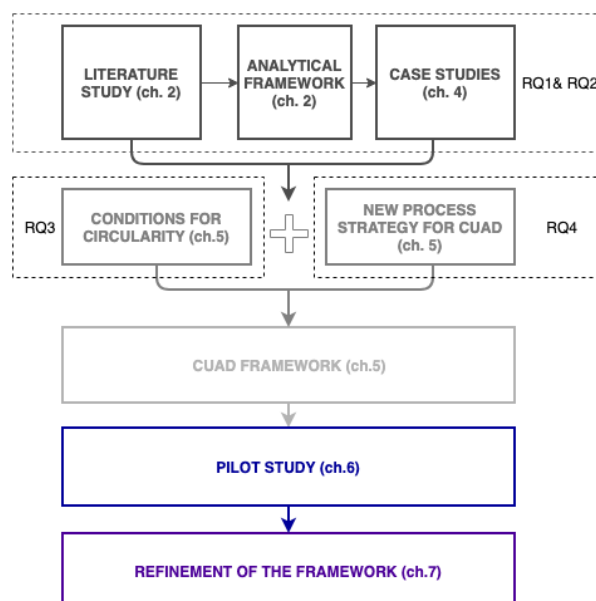 LITERATURE
STUDY (ch. 2)
ANALYTICAL
FRAMEWORK
(ch. 2)
CASE STUDIES
(ch. 4)
RQ1& RQ2
RQ3
CONDITIONS FOR
CIRCULARITY (ch.5)
NEW PROCESS
STRATEGY FOR CUAD
(ch. 5)
RQ4
CUAD FRAMEWORK (ch.5)
PILOT STUDY (ch.6)
REFINEMENT OF THE FRAMEWORK (ch.7)